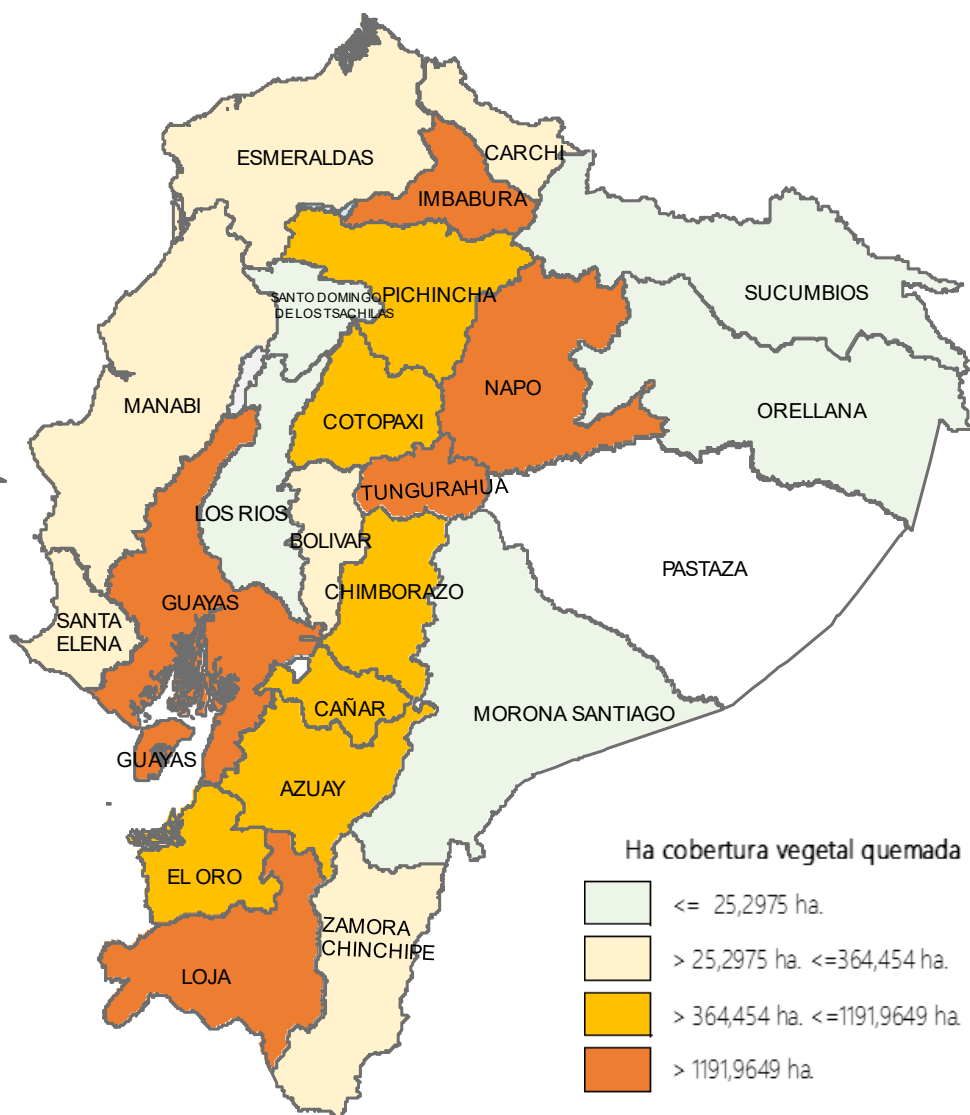 ESMERALDAS
CARCHI
IMBABURA
SUCUMBIOS
SANTO DOMINGO
DE LOS TSACHILAS
PICHINCHA
NAPO
ORELLANA
MANABI
COTOPAXI
TUNGURAHUA
LOS RIOS
BOLIVAR
PASTAZA
CHIMBORAZO
GUAYAS
SANTA
ELENA
CAÑAR
MORONA SANTIAGO
GUAYAS
AZUAY
EL ORO
ZAMORA
CHINCHIPE
LOJA
Ha cobertura vegetal quemada
<= 25,2975 ha.
> 25,2975 ha. <=364,454 ha.
> 364,454 ha. <=1191,9649 ha.
> 1191,9649 ha.